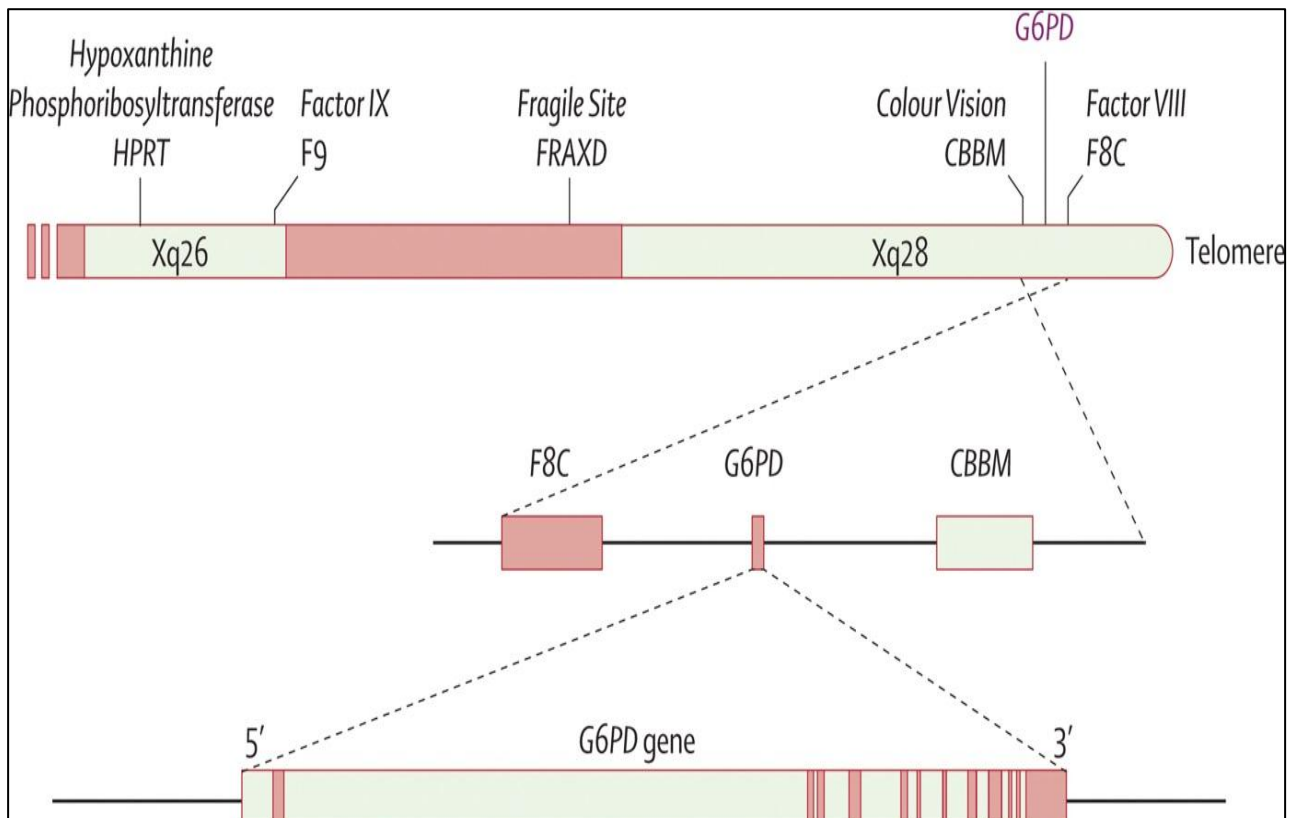 G6PD
Hypoxanthine
Phosphoribosyltransferase
HPRT
Factor IX
F9
Fragile Site
FRAXD
Colour Vision
CBBM
Factor VIII
F8C
Xq26
Xq28
Telomere
F8C
G6PD
CBBM
5′
G6PD gene
3′